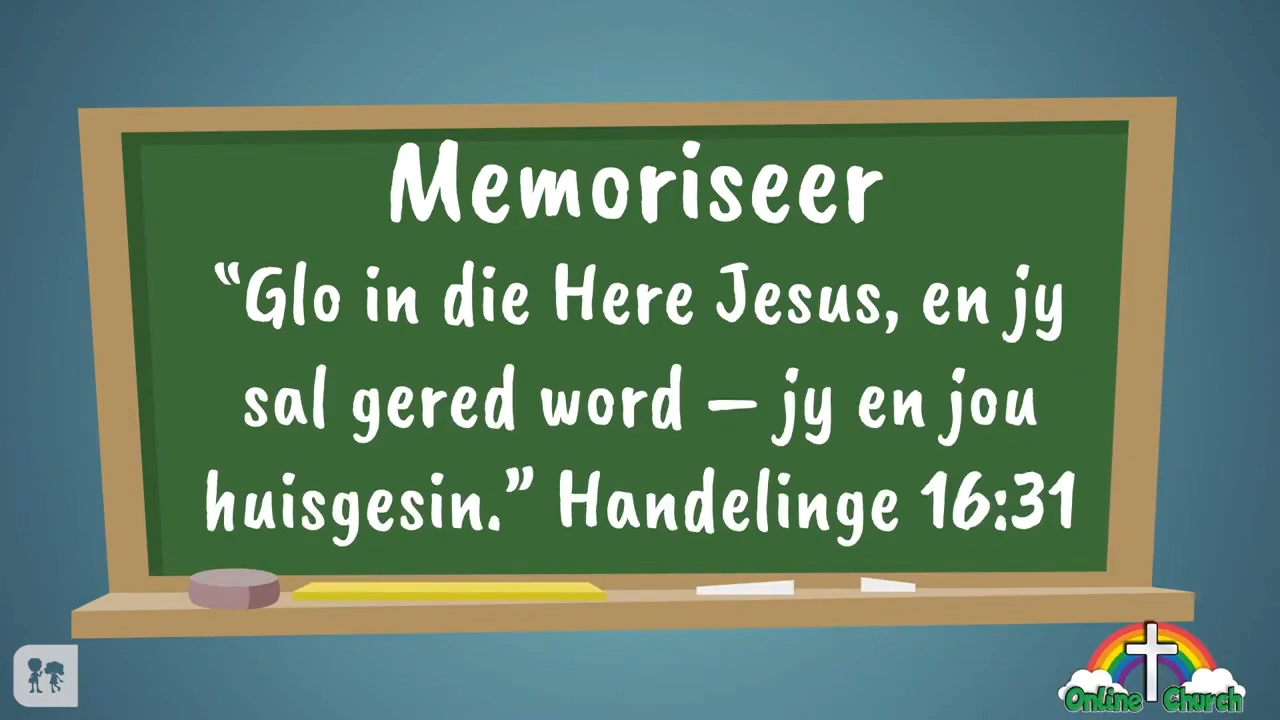 Memoriseer
“Glo in die Here Jesus, en jy
sal gered word – jy en jou
huisgesin.” Handelinge 16:31
Online Church